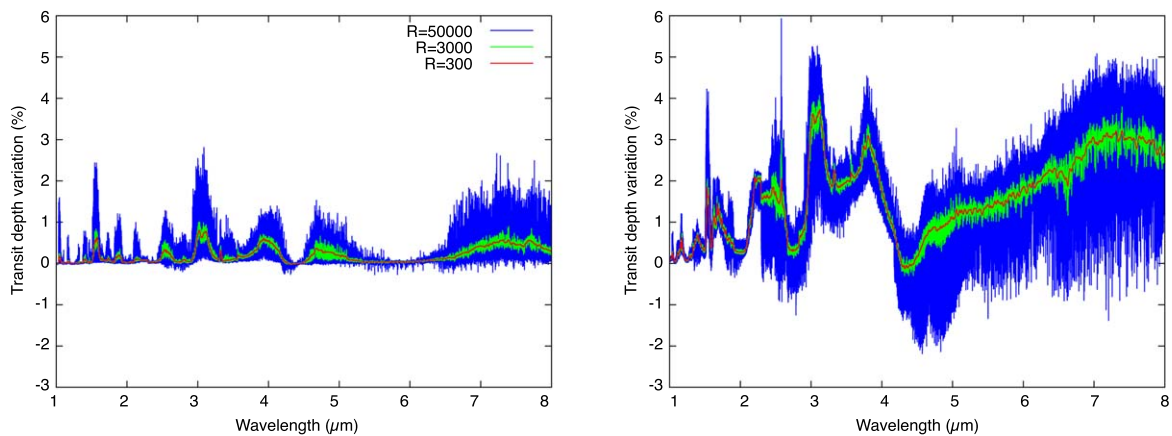 6
5
4
3
2
1
0
-1
-2
-3
Transit depth variation (%)
R=50000
R=3000
R=300
1 2 3 4 5 6 7 8
Wavelength (µm)
6
5
4
3
2
1
0
-1
-2
-3
Transit depth variation (%)
1 2 3 4 5 6 7 8
Wavelength (µm)